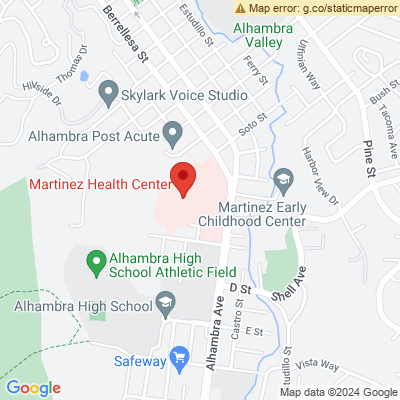 Map error: g.co/staticmaperror
Estudillo St
Alhambra
Valley
Berrellesa St
Thomas Dr
Hillside Dr
Ferry St
Ulfinian Way
Bush St
Tacoma Ave
Skylark Voice Studio
Soto St
Alhambra Post Acute
Pine St
Harbor View Dr
Martinez Health Center
Martinez Early
Childhood Center
Alhambra High
School Athletic Field
Shell Ave
D St
Alhambra High School
Alhambra Ave
Castro St
E St
Safeway
Estudillo St
Vista Way
Google
Map data ©2024 Google